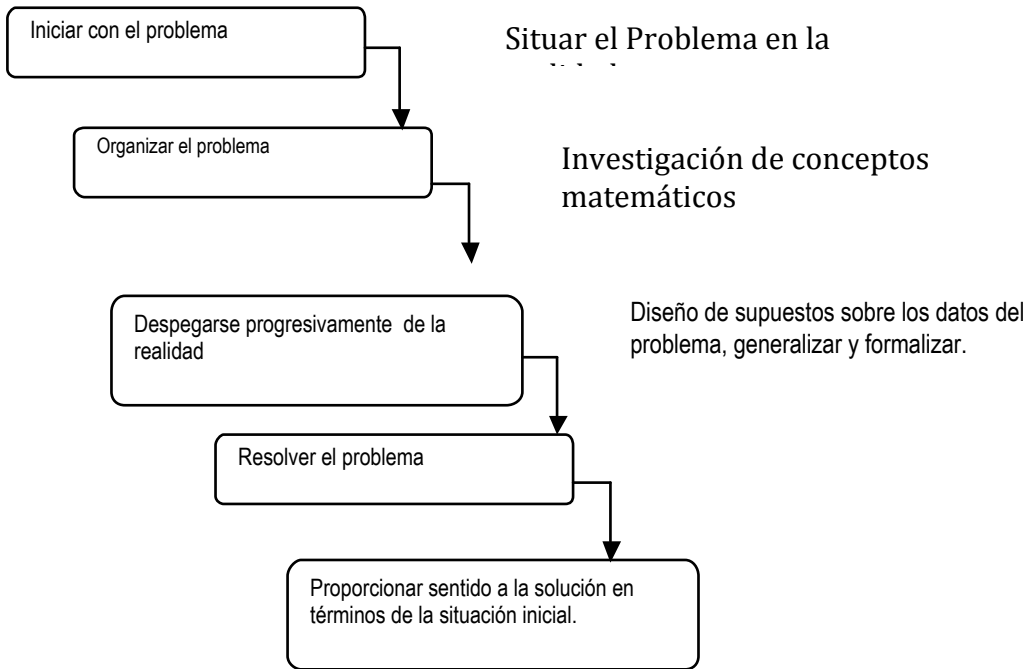 Iniciar con el problema
Situar el Problema en la
Organizar el problema
Investigación de conceptos
matemáticos
Despegarse progresivamente de la
realidad
Diseño de supuestos sobre los datos del
problema, generalizar y formalizar.
Resolver el problema
Proporcionar sentido a la solución en
términos de la situación inicial.